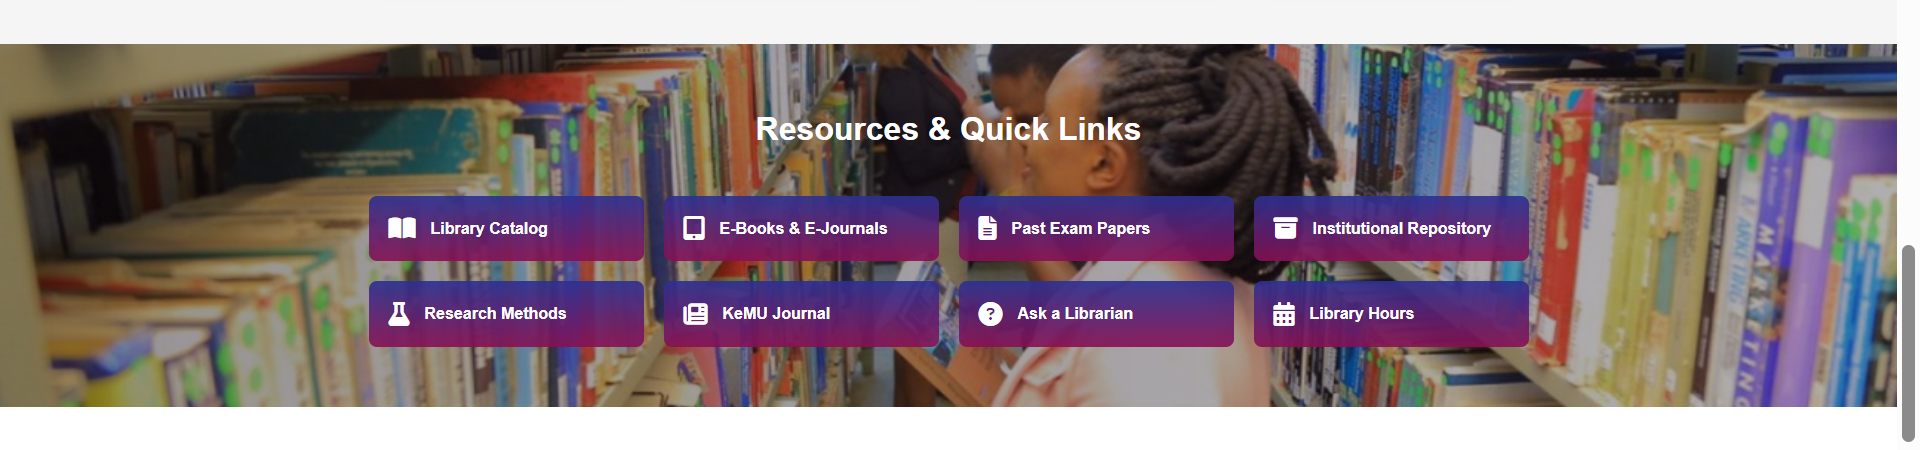 Resources & Quick Links
Library Catalog
E-Books & E-Journals
Past Exam Papers
Institutional Repository
Research Methods
KeMU Journal
Ask a Librarian
Library Hours
MARKETING